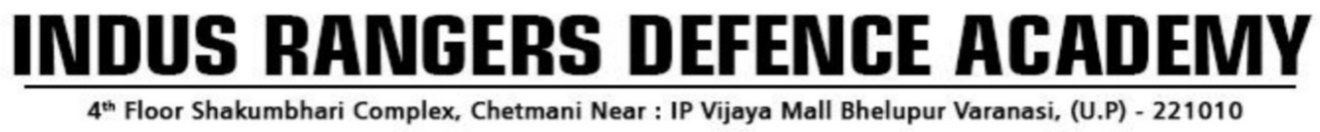 INDUS RANGERS DEFENCE ACADEMY
4th Floor Shakumbhari Complex, Chetmani Near : IP Vijaya Mall Bhelupur Varanasi, (U.P) - 221010